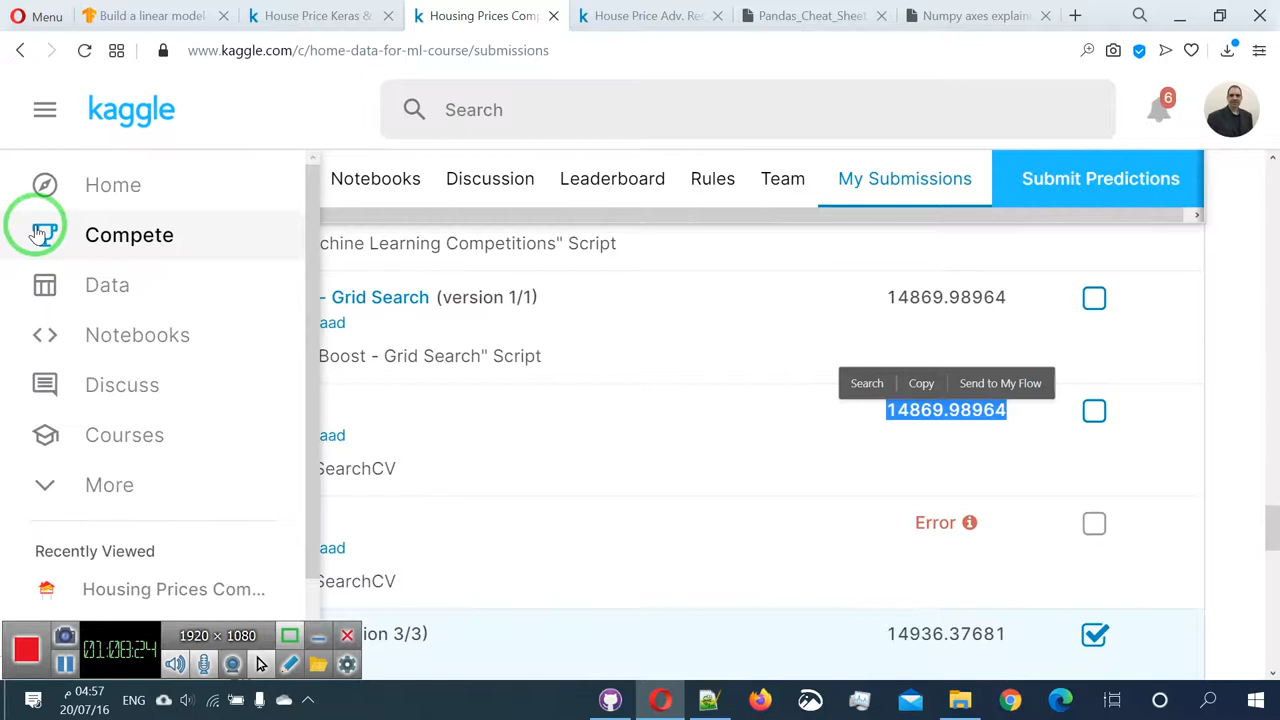 Menu
Build a linear model
House Price Keras &
Housing Prices Comp
House Price Adv. Re
Pandas_Cheat_Sheet
Numpy axes explain
www.kaggle.com/c/home-data-for-ml-course/submissions
kaggle
Search
6
Home
Compete
Data
Notebooks
Discuss
Courses
More
Recently Viewed
Housing Prices Com...
Notebooks
Discussion
Leaderboard
Rules
Team
My Submissions
Submit Predictions
chine Learning Competitions" Script
- Grid Search (version 1/1)
14869.98964
aad
Boost - Grid Search" Script
Search
Copy
Send to My Flow
14869.98964
aad
SearchCV
Error
aad
SearchCV
ion 3/3)
14936.37681
01:08:24
1920 × 1080
04:57 م
20/07/16
ENG